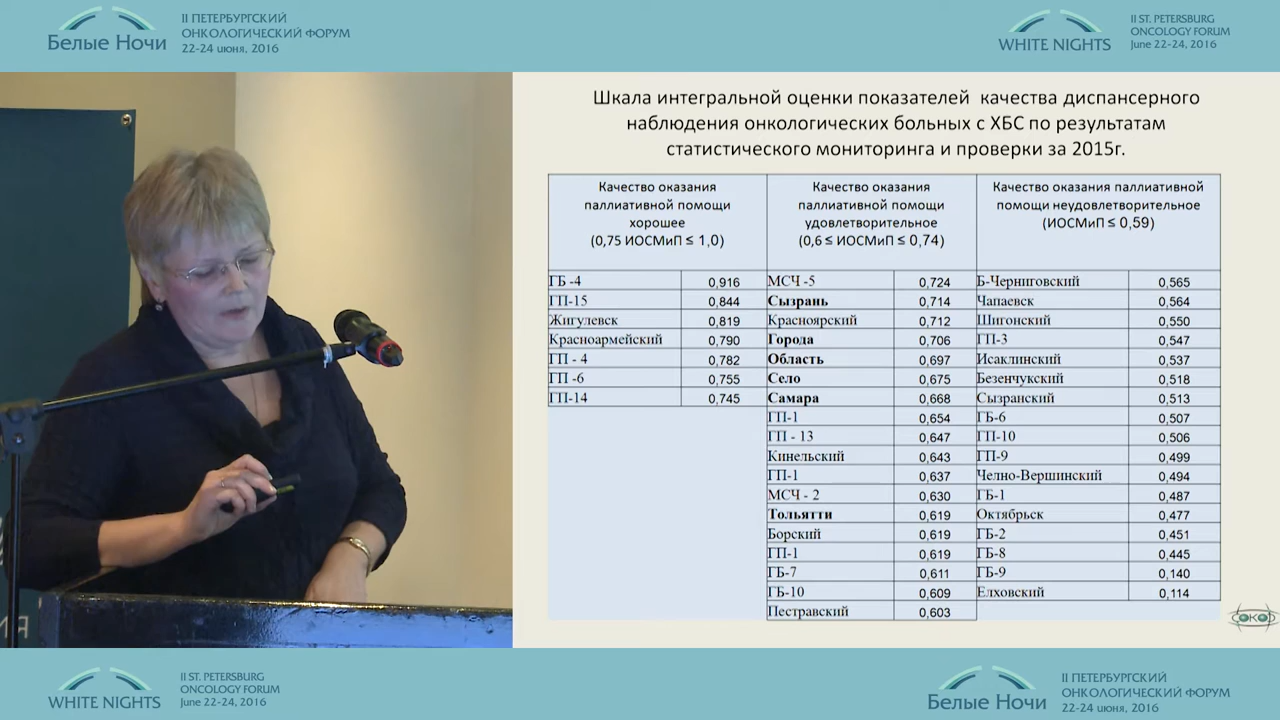 Белые Ночи
II ПЕТЕРБУРГСКИЙ
ОНКОЛОГИЧЕСКИЙ ФОРУМ
22-24 июня, 2016
WHITE NIGHTS
II ST. PETERSBURG
ONCOLOGY FORUM
June 22-24, 2016
Шкала интегральной оценки показателей качества диспансерного
наблюдения онкологических больных с ХБС по результатам
статистического мониторинга и проверки за 2015г.
Качество оказания
паллиативной помощи
хорошее
(0,75 ИОСМиП ≤ 1,0)
Качество оказания
паллиативной помощи
удовлетворительное
(0,6 ≤ ИОСМиП ≤ 0,74)
Качество оказания паллиативной
помощи неудовлетворительное
(ИОСМиП ≤ 0,59)
ГБ -4 0,916 МСЧ -5 0,724 Б-Черниговский 0,565
ГП-15 0,844 Сызрань 0,714 Чапаевск 0,564
Жигулевск 0,819 Красноярский 0,712 Шигонский 0,550
Красноармейский 0,790 Города 0,706 ГП-3 0,547
ГП - 4 0,782 Область 0,697 Исаклинский 0,537
ГП -6 0,755 Село 0,675 Безенчукский 0,518
ГП-14 0,745 Самара 0,668 Сызранский 0,513
ГП-1 0,654 ГБ-6 0,507
ГП - 13 0,647 ГП-10 0,506
Кинельский 0,643 ГП-9 0,499
ГП-1 0,637 Челно-Вершинский 0,494
МСЧ - 2 0,630 ГБ-1 0,487
Тольятти 0,619 Октябрьск 0,477
Борский 0,619 ГБ-2 0,451
ГП-1 0,619 ГБ-8 0,445
ГБ-7 0,611 ГБ-9 0,140
ГБ-10 0,609 Елховский 0,114
Пестравский 0,603
СОКОД
ИЯ
WHITE NIGHTS
II ST. PETERSBURG
ONCOLOGY FORUM
June 22-24, 2016
Белые Ночи
II ПЕТЕРБУРГСКИЙ
ОНКОЛОГИЧЕСКИЙ ФОРУМ
22-24 июня, 2016